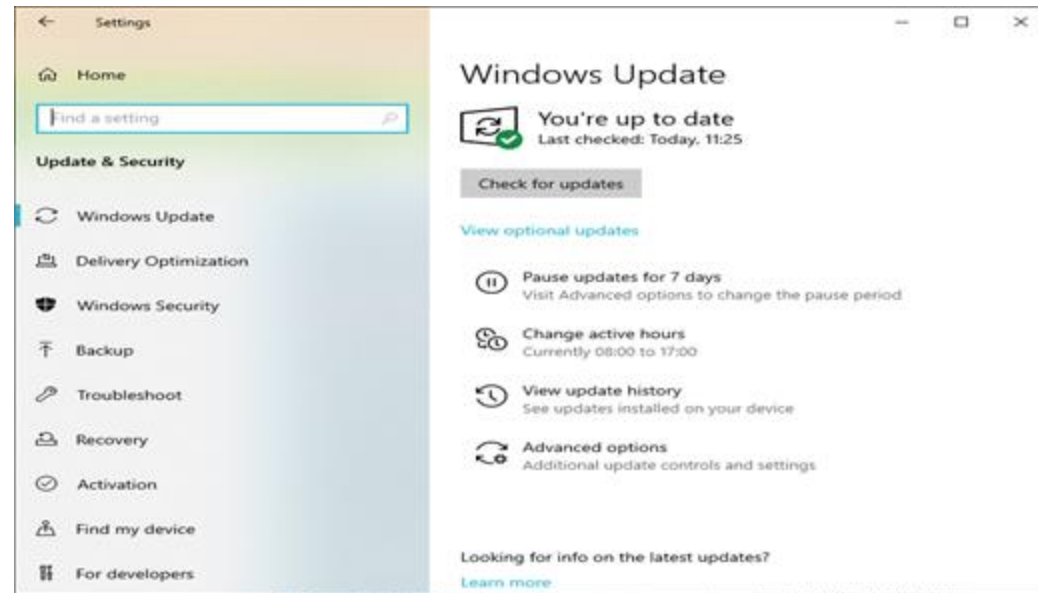 Settings
Home
Find a setting
Update & Security
Windows Update
Delivery Optimization
Windows Security
Backup
Troubleshoot
Recovery
Activation
Find my device
For developers
Windows Update
You're up to date
Last checked: Today, 11:25
Check for updates
View optional updates
Pause updates for 7 days
Visit Advanced options to change the pause period
Change active hours
Currently 08:00 to 17:00
View update history
See updates installed on your device
Advanced options
Additional update controls and settings
Looking for info on the latest updates?
Learn more